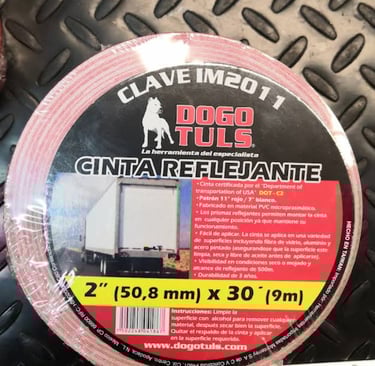 CLAVE IM2011
DOGO
TULS
La herramienta del especialista
CINTA REFLEJANTE
• Cinta certificada por el "Department of
transportation of USA" DOT - C2
• Patrón 11" rojo / 7" blanco.
• Fabricado en material PVC microprasmático.
• Los prismas reflejantes permiten montar la cinta
en cualquier posición ya que mantiene su
funcionamiento.
• Fácil de aplicar: La cinta se aplica en una variedad
de superficies incluyendo fibra de vidrio, aluminio y
acero pintado (asegurandose que la superficie este
limpia, seca y libre de aceite antes de aplicarlos).
• Visibilidad en condiciones seco o mojado y
alcance de reflejante de 500m.
• Durabilidad de 3 años.
HECHO EN TAIWAN
2" (50,8 mm) x 30´(9m)
Instrucciones: Limpie la
superficie con alcohol para remover cualquier
material, después secar bien la superficie.
Quitar el respaldo de la cinta y aplicar
en la superficie deseada.
www.dogotuls.com